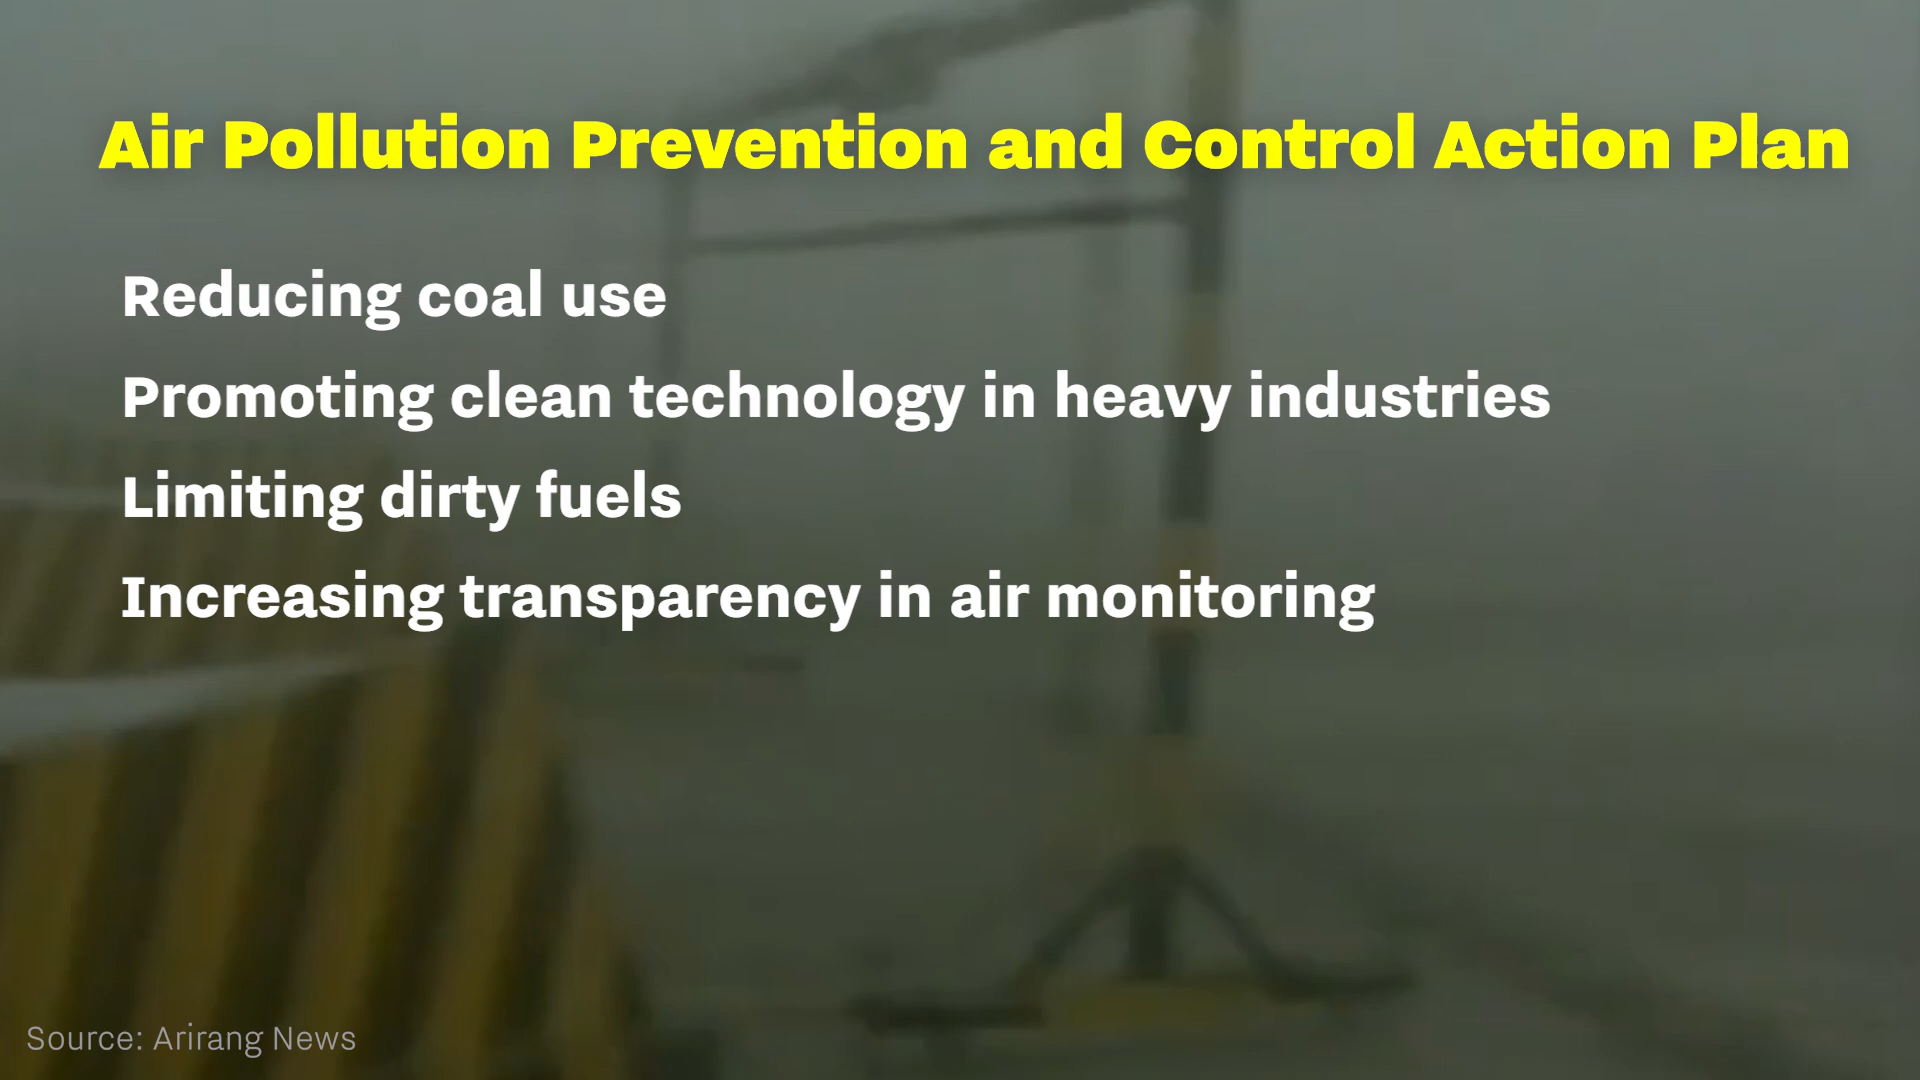 Air Pollution Prevention and Control Action Plan
Reducing coal use
Promoting clean technology in heavy industries
Limiting dirty fuels
Increasing transparency in air monitoring
Source: Arirang News